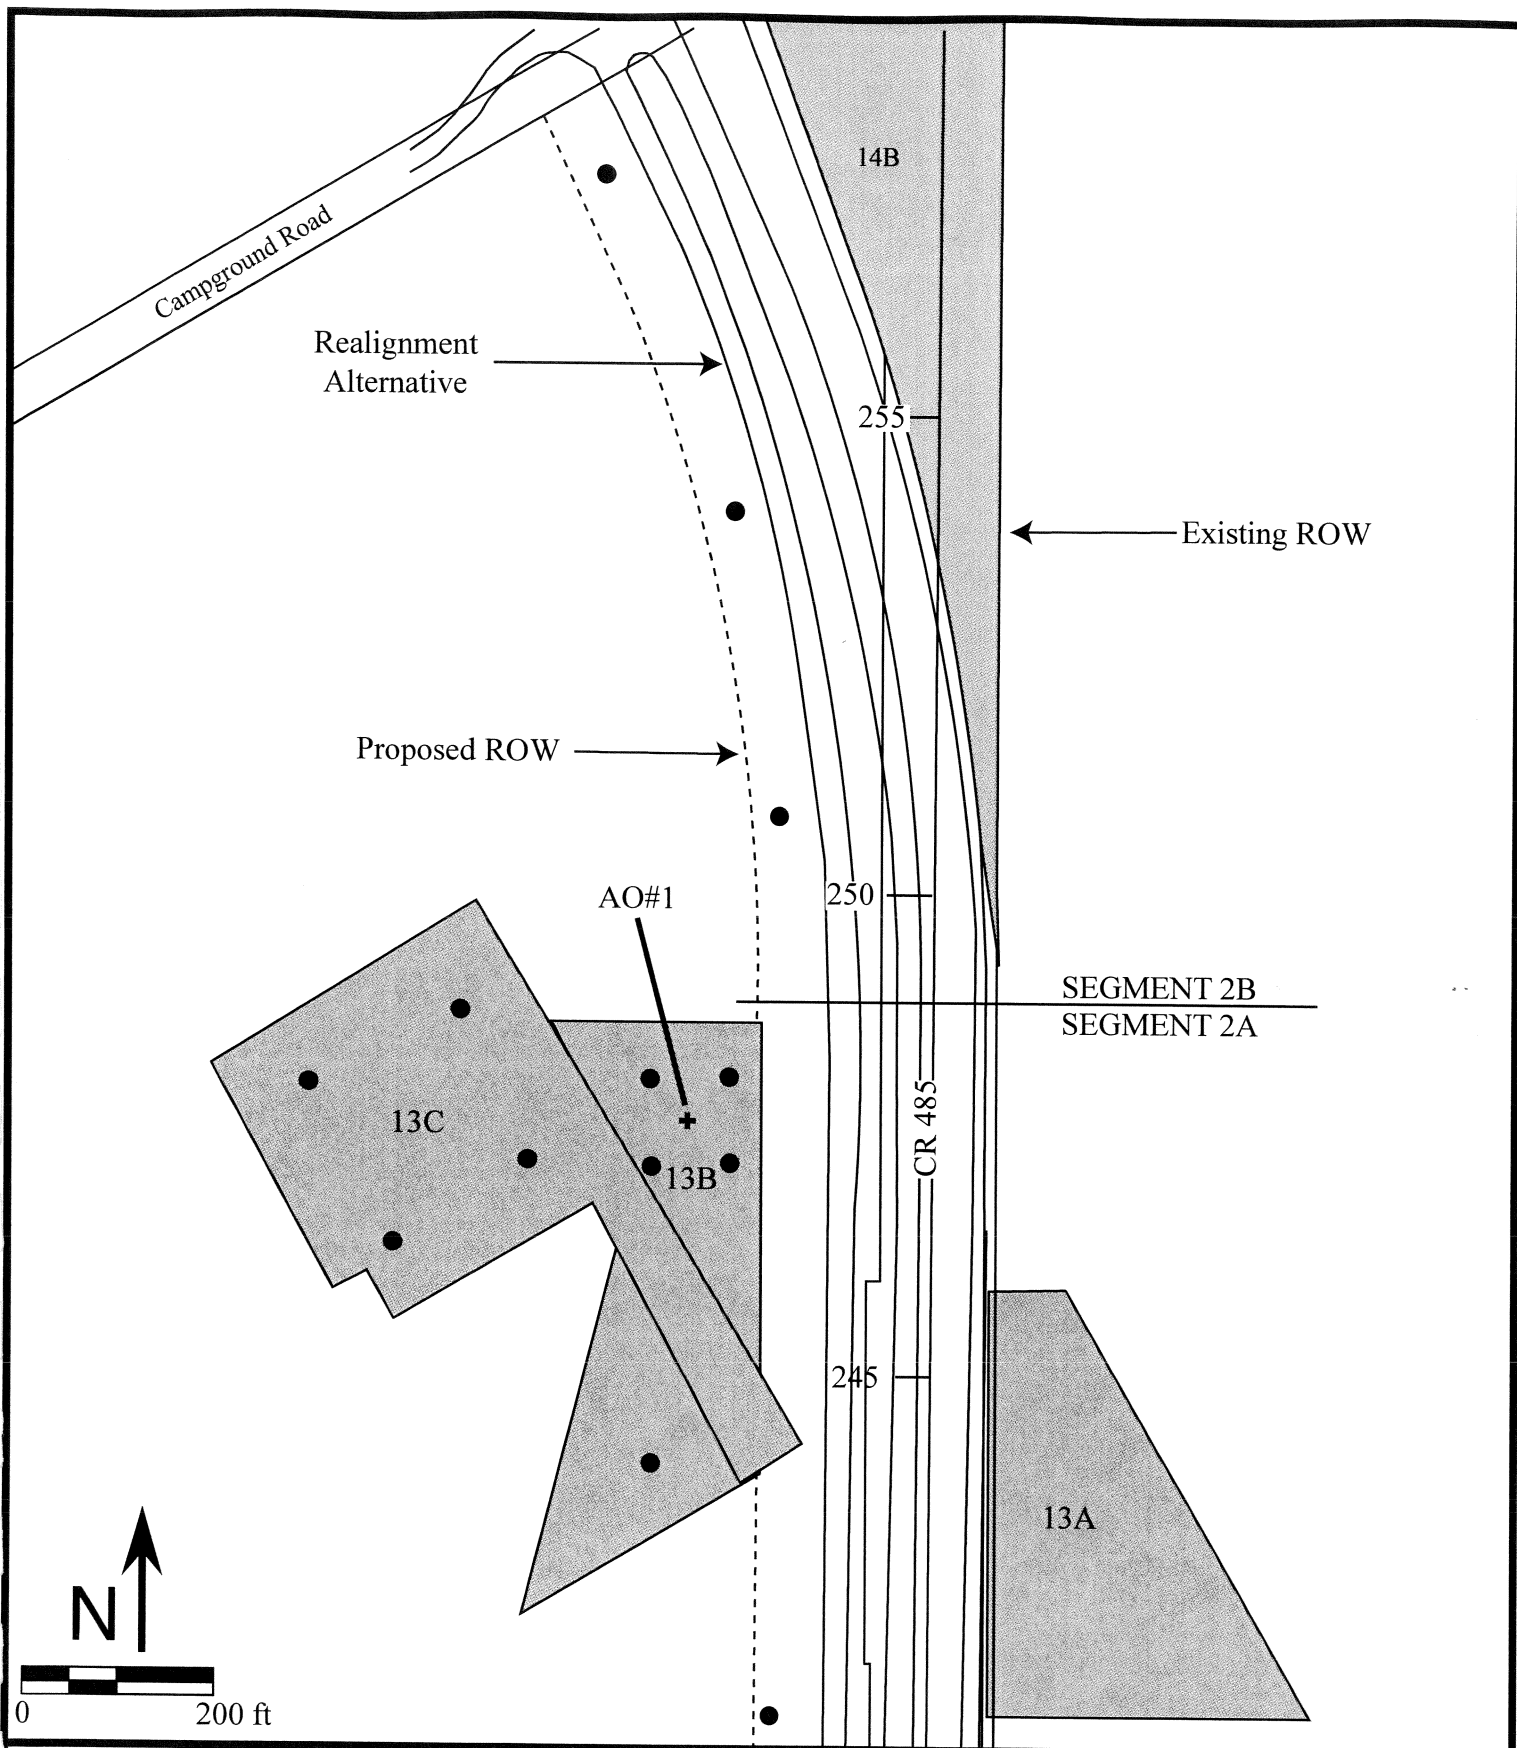 14B
Campground Road
Realignment
Alternative
255
Existing ROW
Proposed ROW
250
AO#1
SEGMENT 2B
SEGMENT 2A
13C
CR 485
13B
245
13A
N
0
200 ft